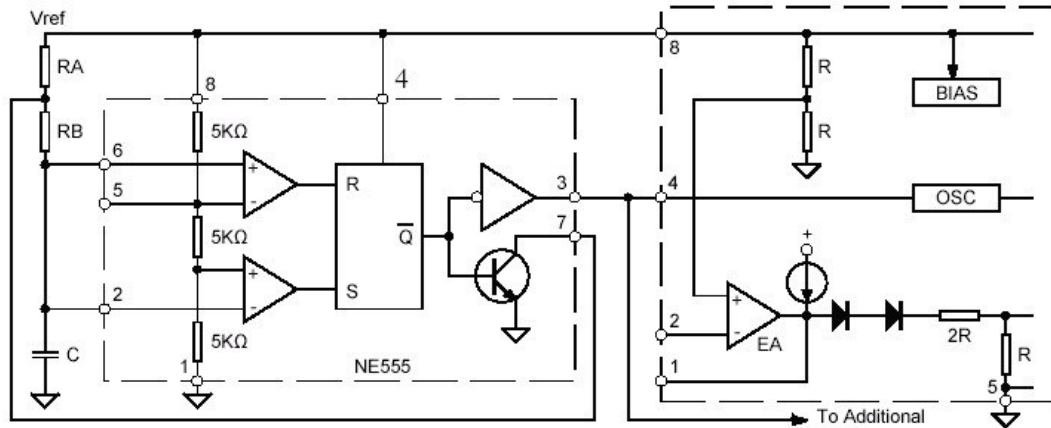 Vref
RA
RB
C
8
4
5KΩ
6
+
-
R
5
5KΩ
Q
3
7
+
-
S
2
5KΩ
1
NE555
8
R
R
BIAS
4
OSC
+
+
-
EA
2
1
2R
R
5
To Additional